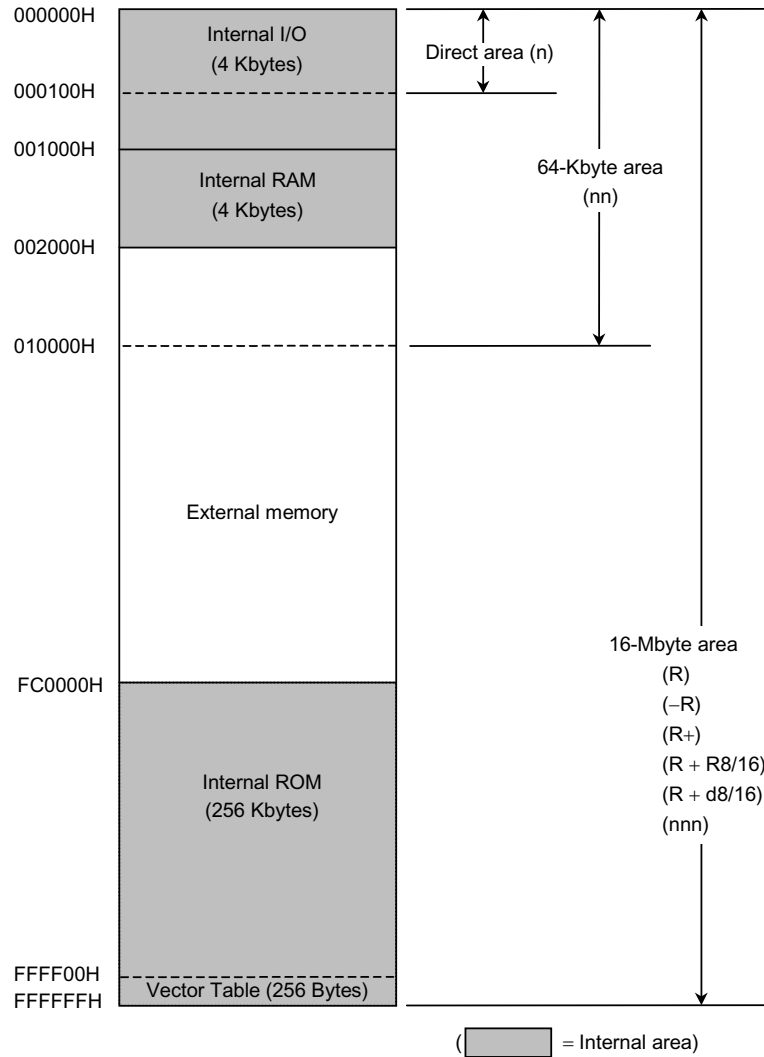 000000H
Internal I/O
(4 Kbytes)
Direct area (n)
000100H
001000H
64-Kbyte area
(nn)
Internal RAM
(4 Kbytes)
002000H
010000H
External memory
16-Mbyte area
(R)
(−R)
(R+)
(R + R8/16)
(R + d8/16)
(nnn)
FC0000H
Internal ROM
(256 Kbytes)
FFFF00H
Vector Table (256 Bytes)
FFFFFFH
( = Internal area)